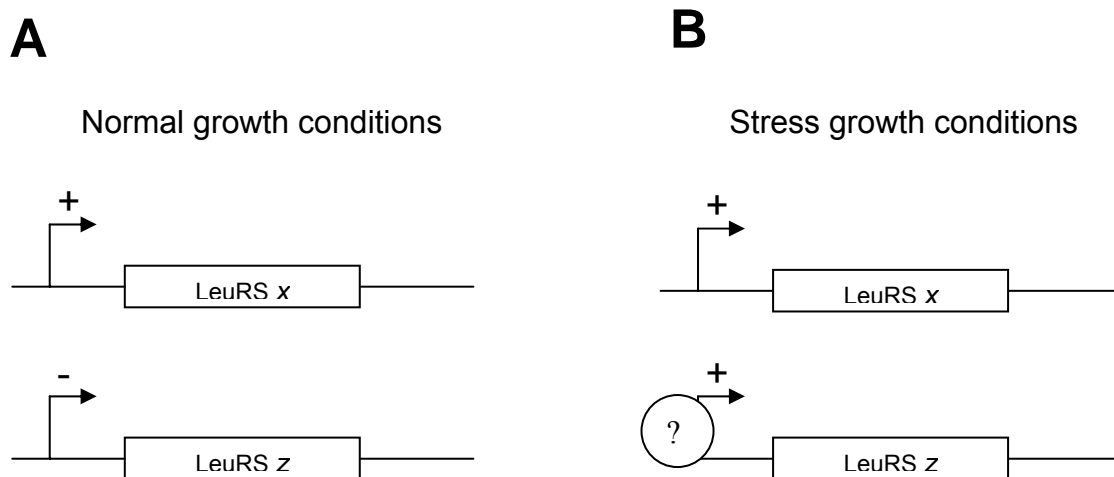 A
B
Normal growth conditions
Stress growth conditions
+
+
LeuRS x
LeuRS x
-
+
?
LeuRS z
LeuRS z